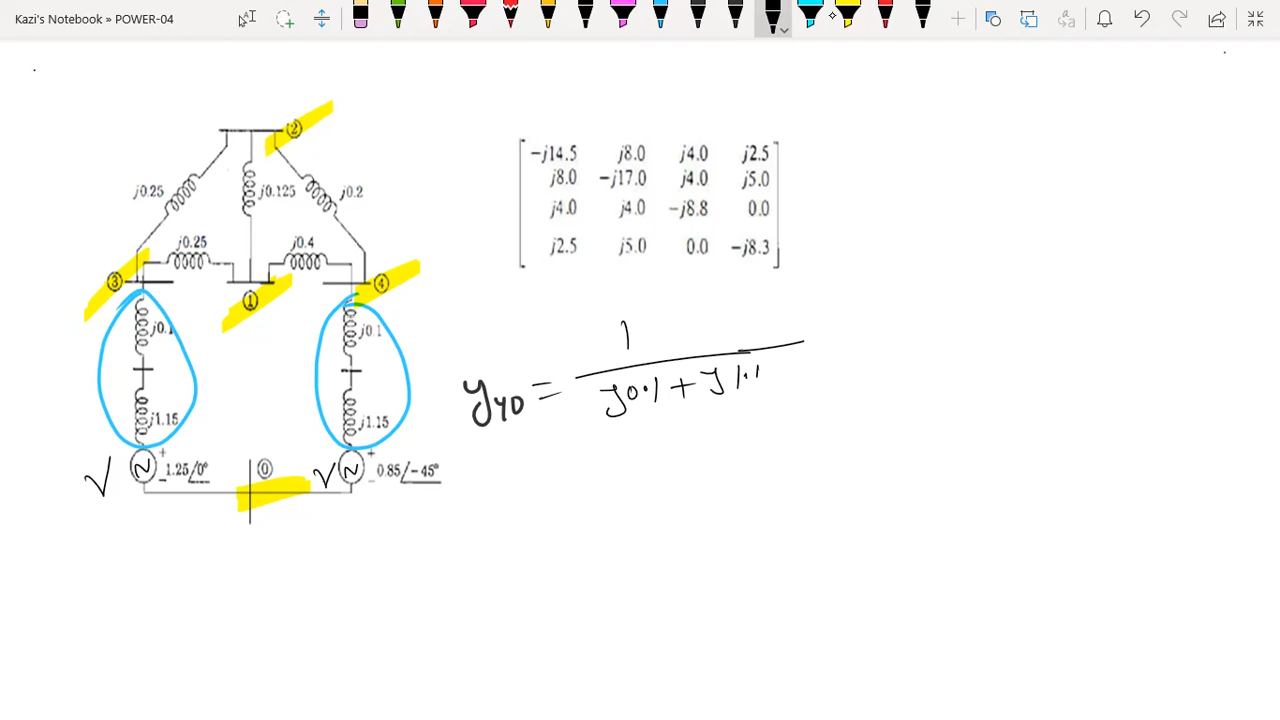 Kazi's Notebook » POWER-04
②
j0.25
j0.125
j0.2
j0.25
j0.4
③
①
④
j0.1
j0.1
j1.15
j1.15
1.25/0°
⓪
0.85/-45°
-j14.5 j8.0 j4.0 j2.5
j8.0 -j17.0 j4.0 j5.0
j4.0 j4.0 -j8.8 0.0
j2.5 j5.0 0.0 -j8.3
1
y40 =
j0.1 + j1.1